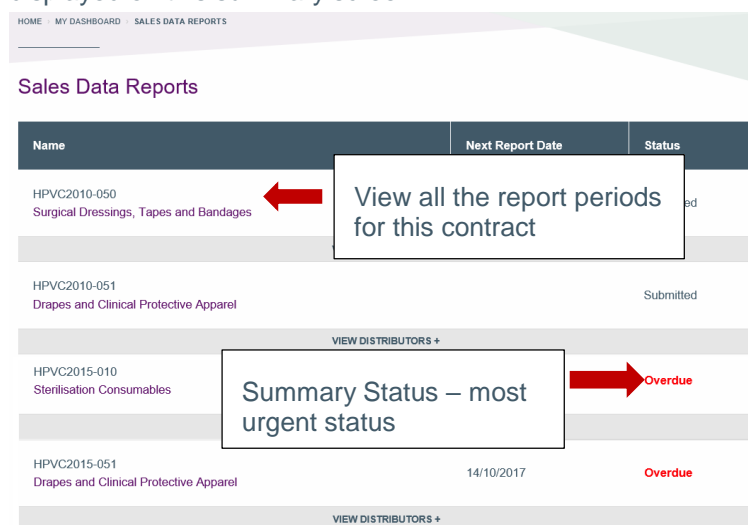 HOME MY DASHBOARD SALES DATA REPORTS
Sales Data Reports
Name Next Report Date Status
HPVC2010-050
Surgical Dressings, Tapes and Bandages
View all the report periods
for this contract
HPVC2010-051
Drapes and Clinical Protective Apparel
Submitted
VIEW DISTRIBUTORS +
HPVC2015-010
Sterilisation Consumables
Summary Status – most
urgent status
Overdue
HPVC2015-051
Drapes and Clinical Protective Apparel
14/10/2017
Overdue
VIEW DISTRIBUTORS +